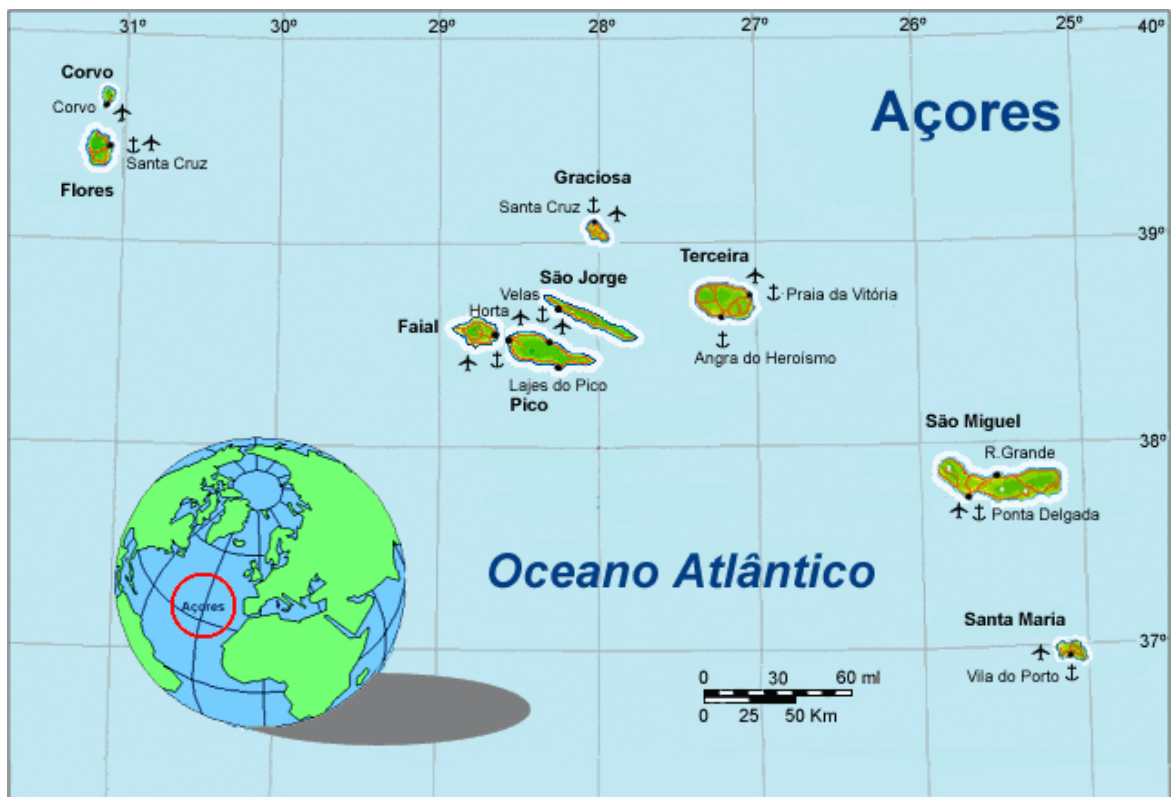 31º 30º 29º 28º 27º 26º 25º 40º
Corvo
Corvo
Açores
Santa Cruz
Flores
Graciosa
Santa Cruz
39º
Terceira
São Jorge
Velas
Praia da Vitória
Horta
Faial
Angra do Heroísmo
Lajes do Pico
Pico
São Miguel
38º
R.Grande
Ponta Delgada
Oceano Atlântico
Açores
Santa Maria
37º
Vila do Porto
0 30 60 ml
0 25 50 Km